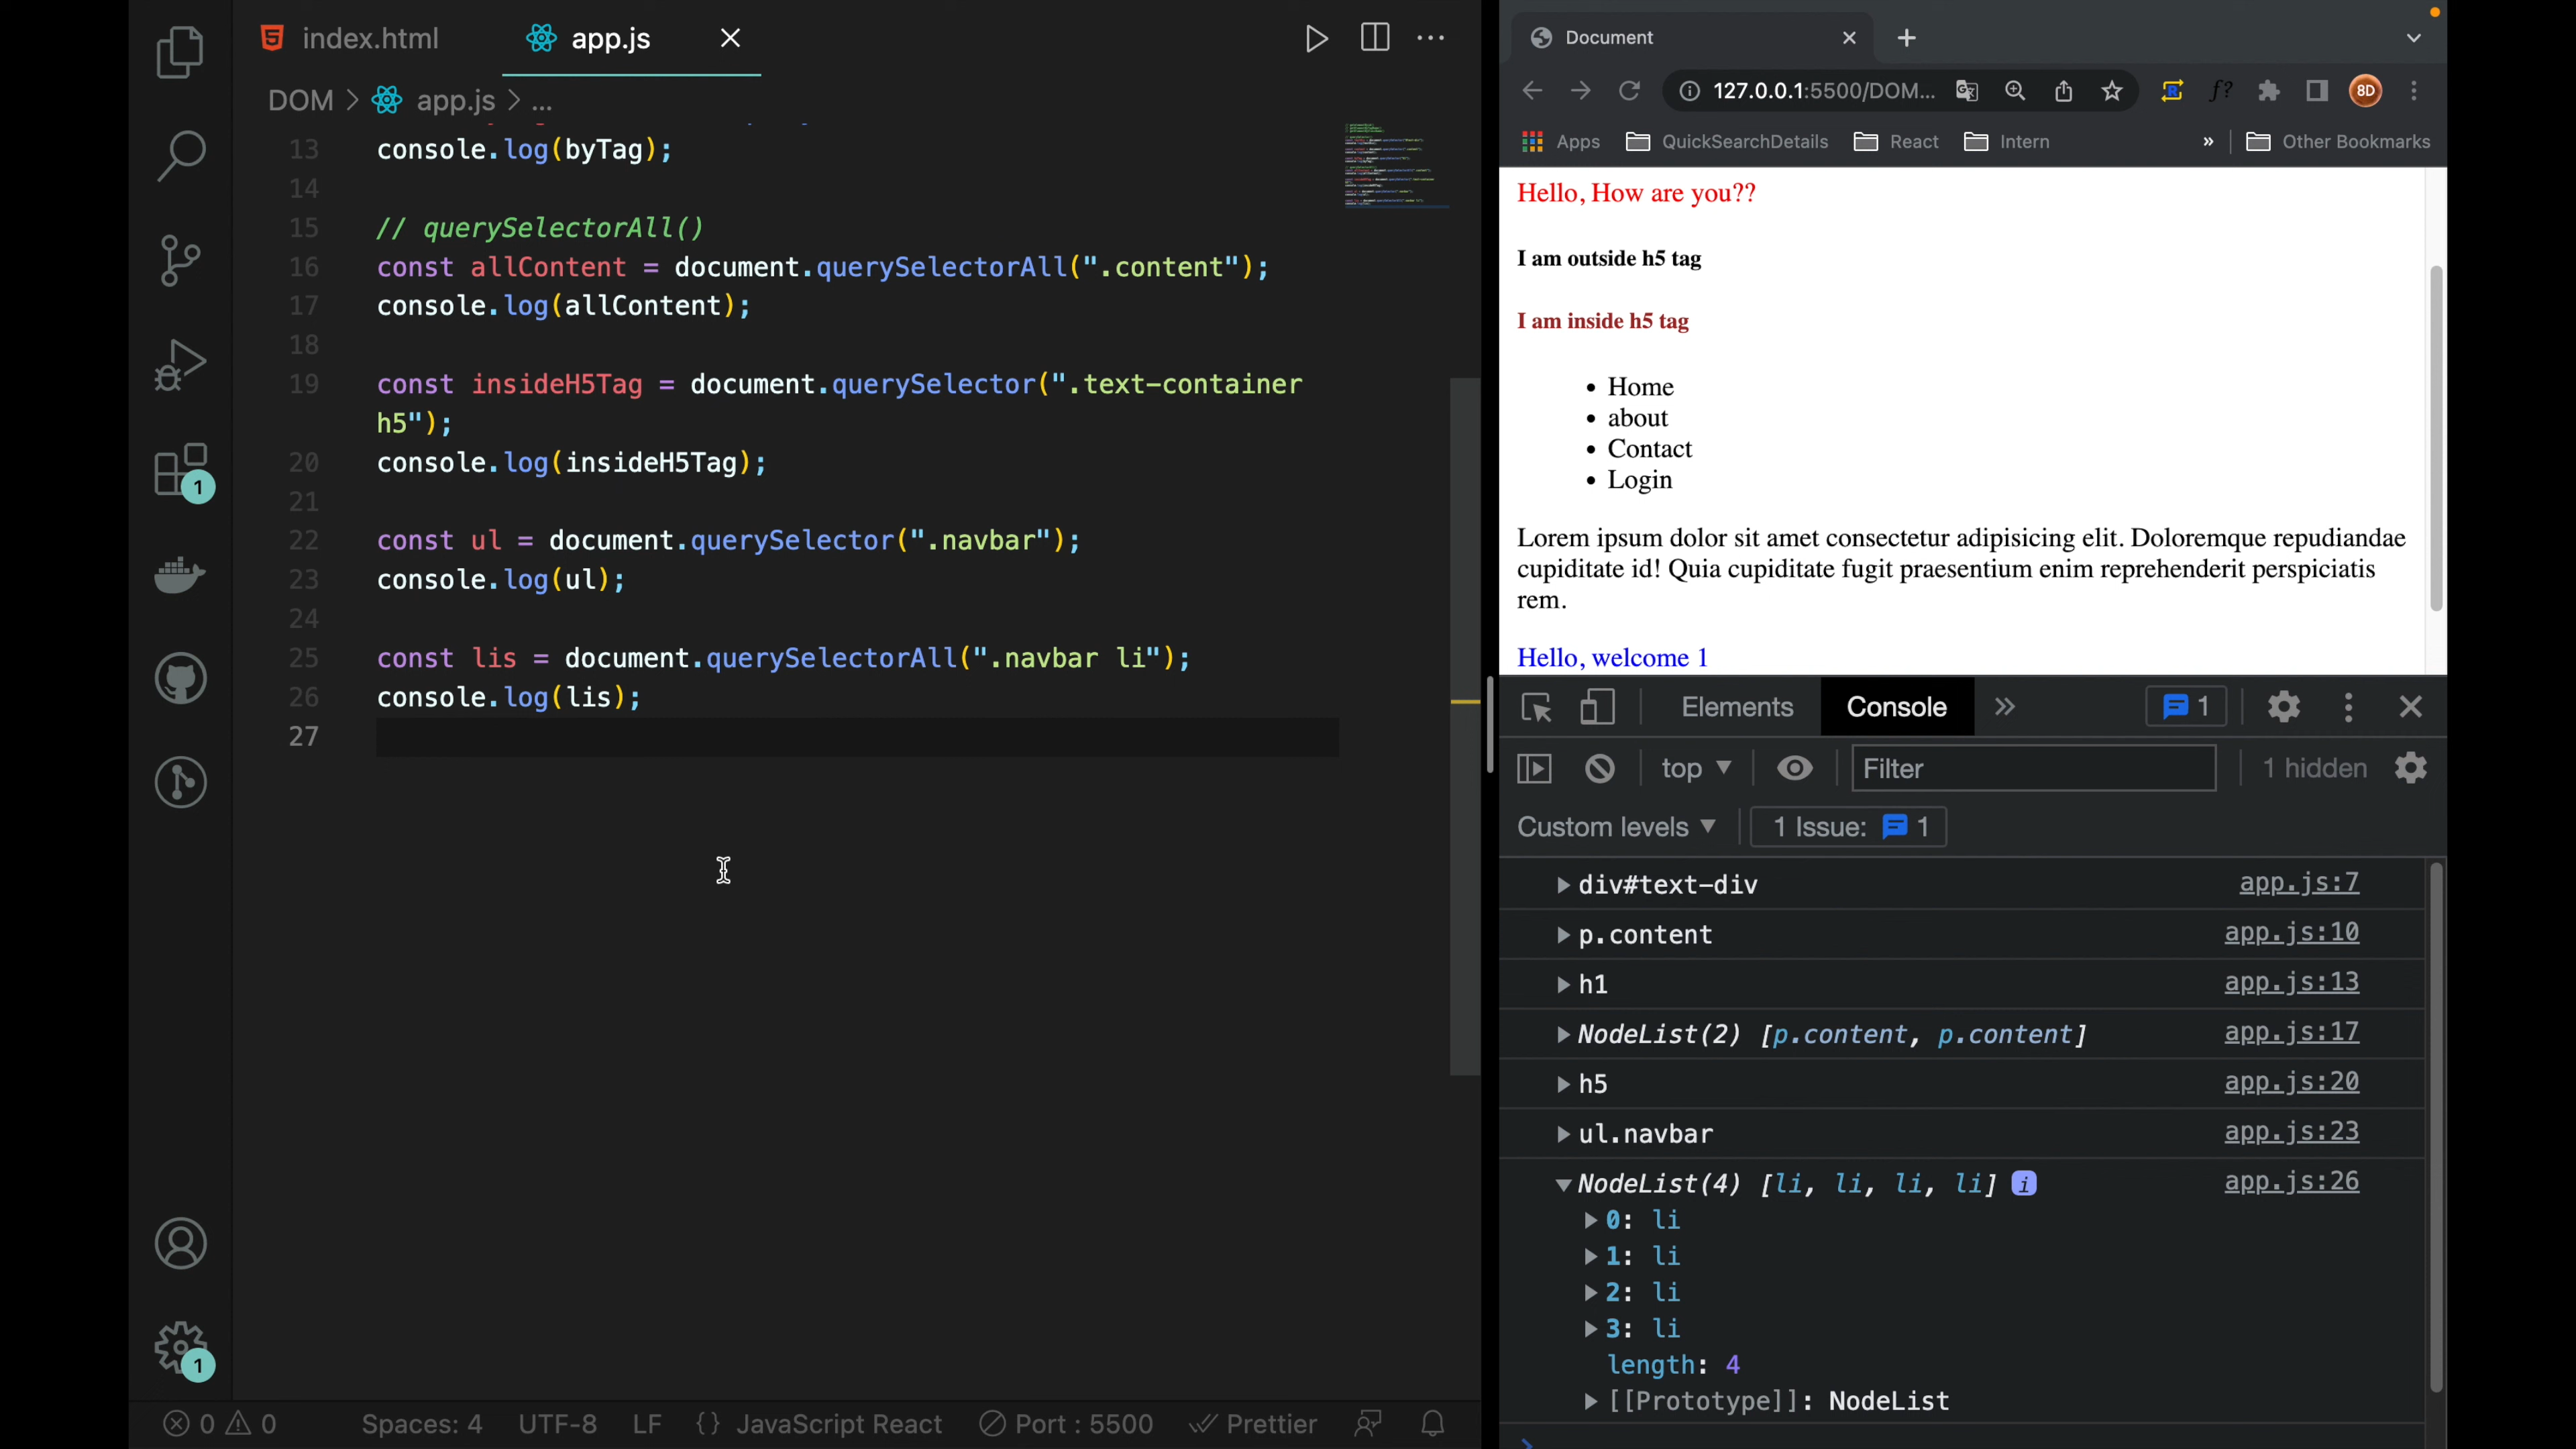 index.html
app.js
DOM > app.js > ...
13 console.log(byTag);
14
15 // querySelectorAll()
16 const allContent = document.querySelectorAll(".content");
17 console.log(allContent);
18
19 const insideH5Tag = document.querySelector(".text-container
h5");
20 console.log(insideH5Tag);
21
22 const ul = document.querySelector(".navbar");
23 console.log(ul);
24
25 const lis = document.querySelectorAll(".navbar li");
26 console.log(lis);
27
1
1
0 0 Spaces: 4 UTF-8 LF {} JavaScript React Port : 5500 Prettier
Document
127.0.0.1:5500/DOM... f? 8D
Apps QuickSearchDetails React Intern » Other Bookmarks
Hello, How are you??
I am outside h5 tag
I am inside h5 tag
• Home
• about
• Contact
• Login
Lorem ipsum dolor sit amet consectetur adipisicing elit. Doloremque repudiandae
cupiditate id! Quia cupiditate fugit praesentium enim reprehenderit perspiciatis
rem.
Hello, welcome 1
Elements Console » 1
top Filter 1 hidden
Custom levels 1 Issue: 1
div#text-div app.js:7
p.content app.js:10
h1 app.js:13
NodeList(2) [p.content, p.content] app.js:17
h5 app.js:20
ul.navbar app.js:23
NodeList(4) [li, li, li, li] i app.js:26
0: li
1: li
2: li
3: li
length: 4
[[Prototype]]: NodeList